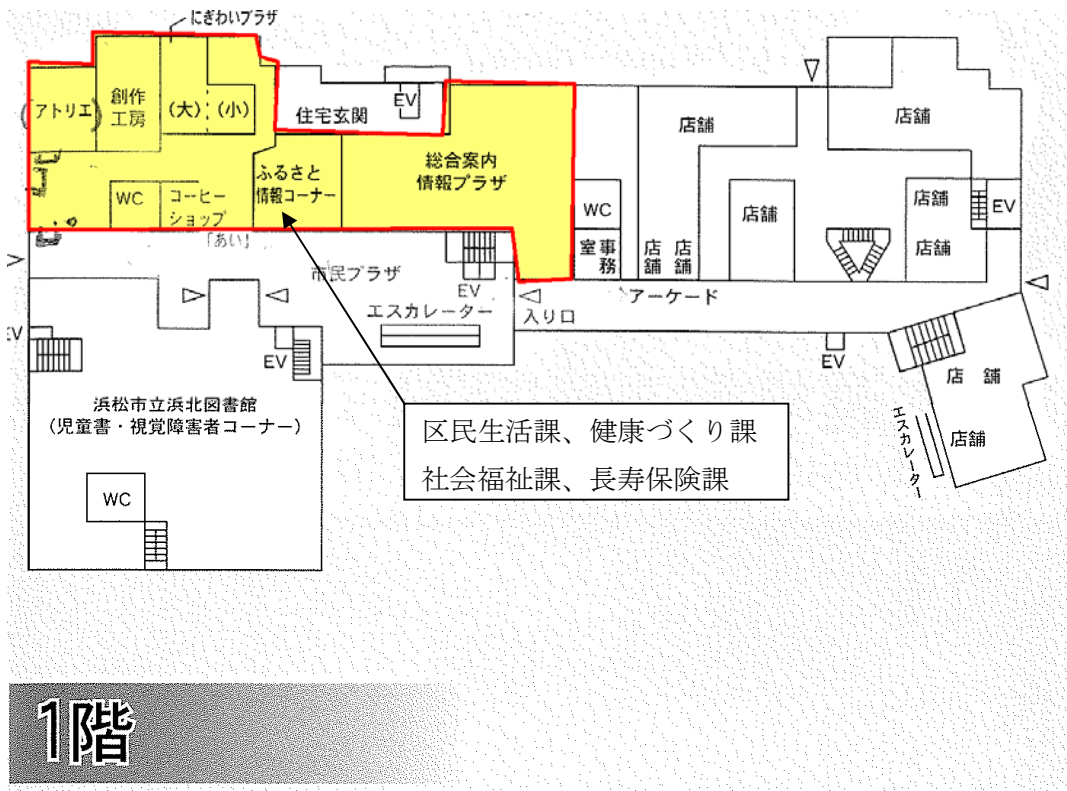 にぎわいプラザ
アトリエ
創作
工房
(大)
(小)
住宅玄関
EV
総合案内
情報プラザ
ふるさと
情報コーナー
WC
コーヒー
ショップ
「あい」
WC
事務室
店舗
店舗
店舗
店舗
店舗
店舗
店舗
EV
店舗
市民プラザ
EV
エスカレーター
入り口
アーケード
EV
EV
EV
店舗
店舗
エスカレーター
浜松市立浜北図書館
(児童書・視覚障害者コーナー)
WC
区民生活課、健康づくり課
社会福祉課、長寿保険課
1階